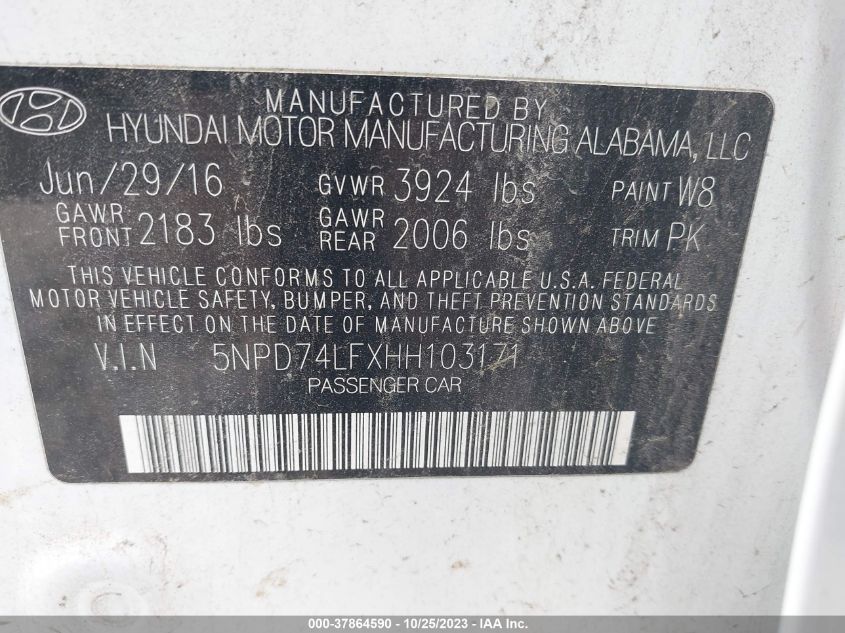 MANUFACTURED BY
HYUNDAI MOTOR MANUFACTURING ALABAMA, LLC
Jun/29/16 GVWR 3924 lbs PAINT W8
GAWR FRONT 2183 lbs GAWR REAR 2006 lbs TRIM PK
THIS VEHICLE CONFORMS TO ALL APPLICABLE U.S.A. FEDERAL
MOTOR VEHICLE SAFETY, BUMPER, AND THEFT PREVENTION STANDARDS
IN EFFECT ON THE DATE OF MANUFACTURE SHOWN ABOVE
V.I.N 5NPD74LFXHH103171
PASSENGER CAR
000-37864590 - 10/25/2023 - IAA Inc.